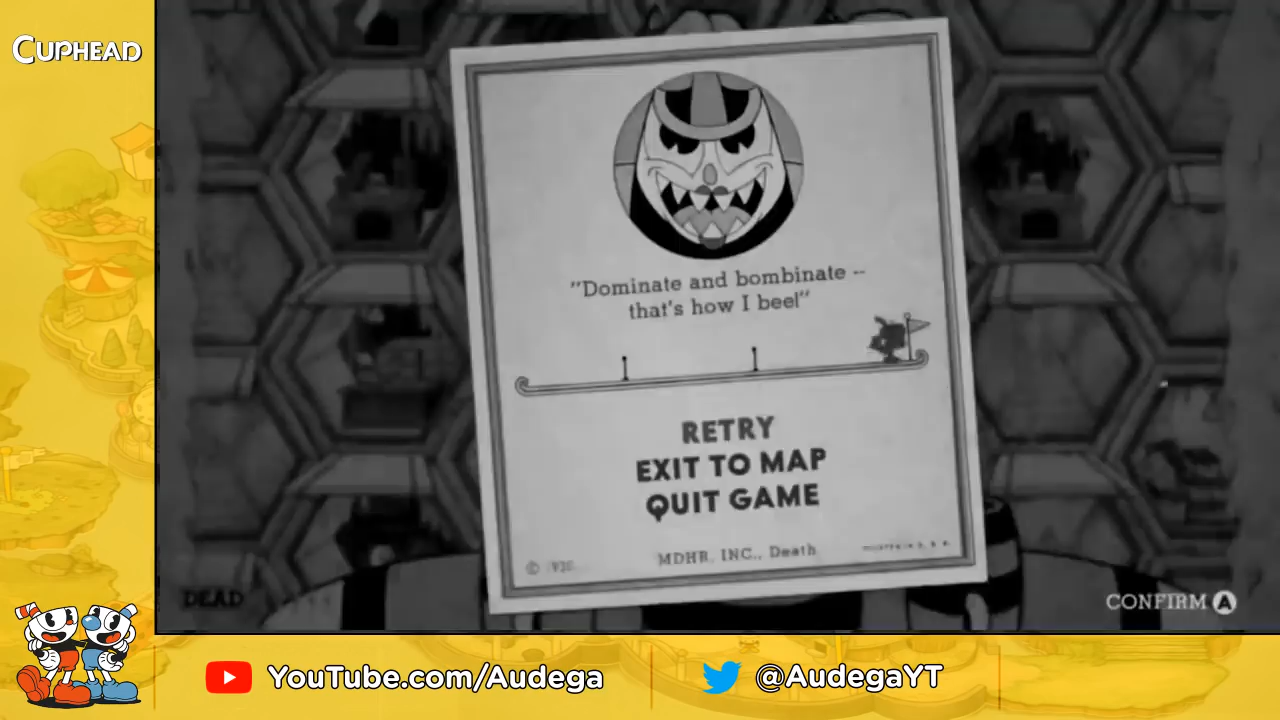 CUPHEAD
"Dominate and bombinate --
that's how I beel"
RETRY
EXIT TO MAP
QUIT GAME
MDHR, INC., Death
DEAD
CONFIRM A
YouTube.com/Audega
@AudegaYT